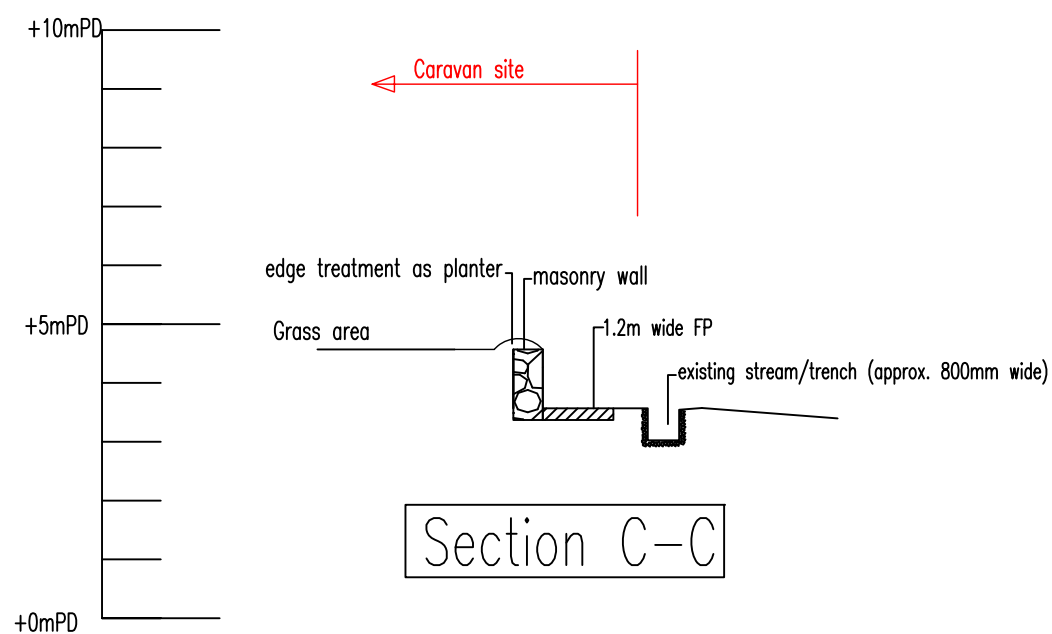 +10mPD
Caravan site
edge treatment as planter
masonry wall
+5mPD
Grass area
1.2m wide FP
existing stream/trench (approx. 800mm wide)
Section C-C
+0mPD